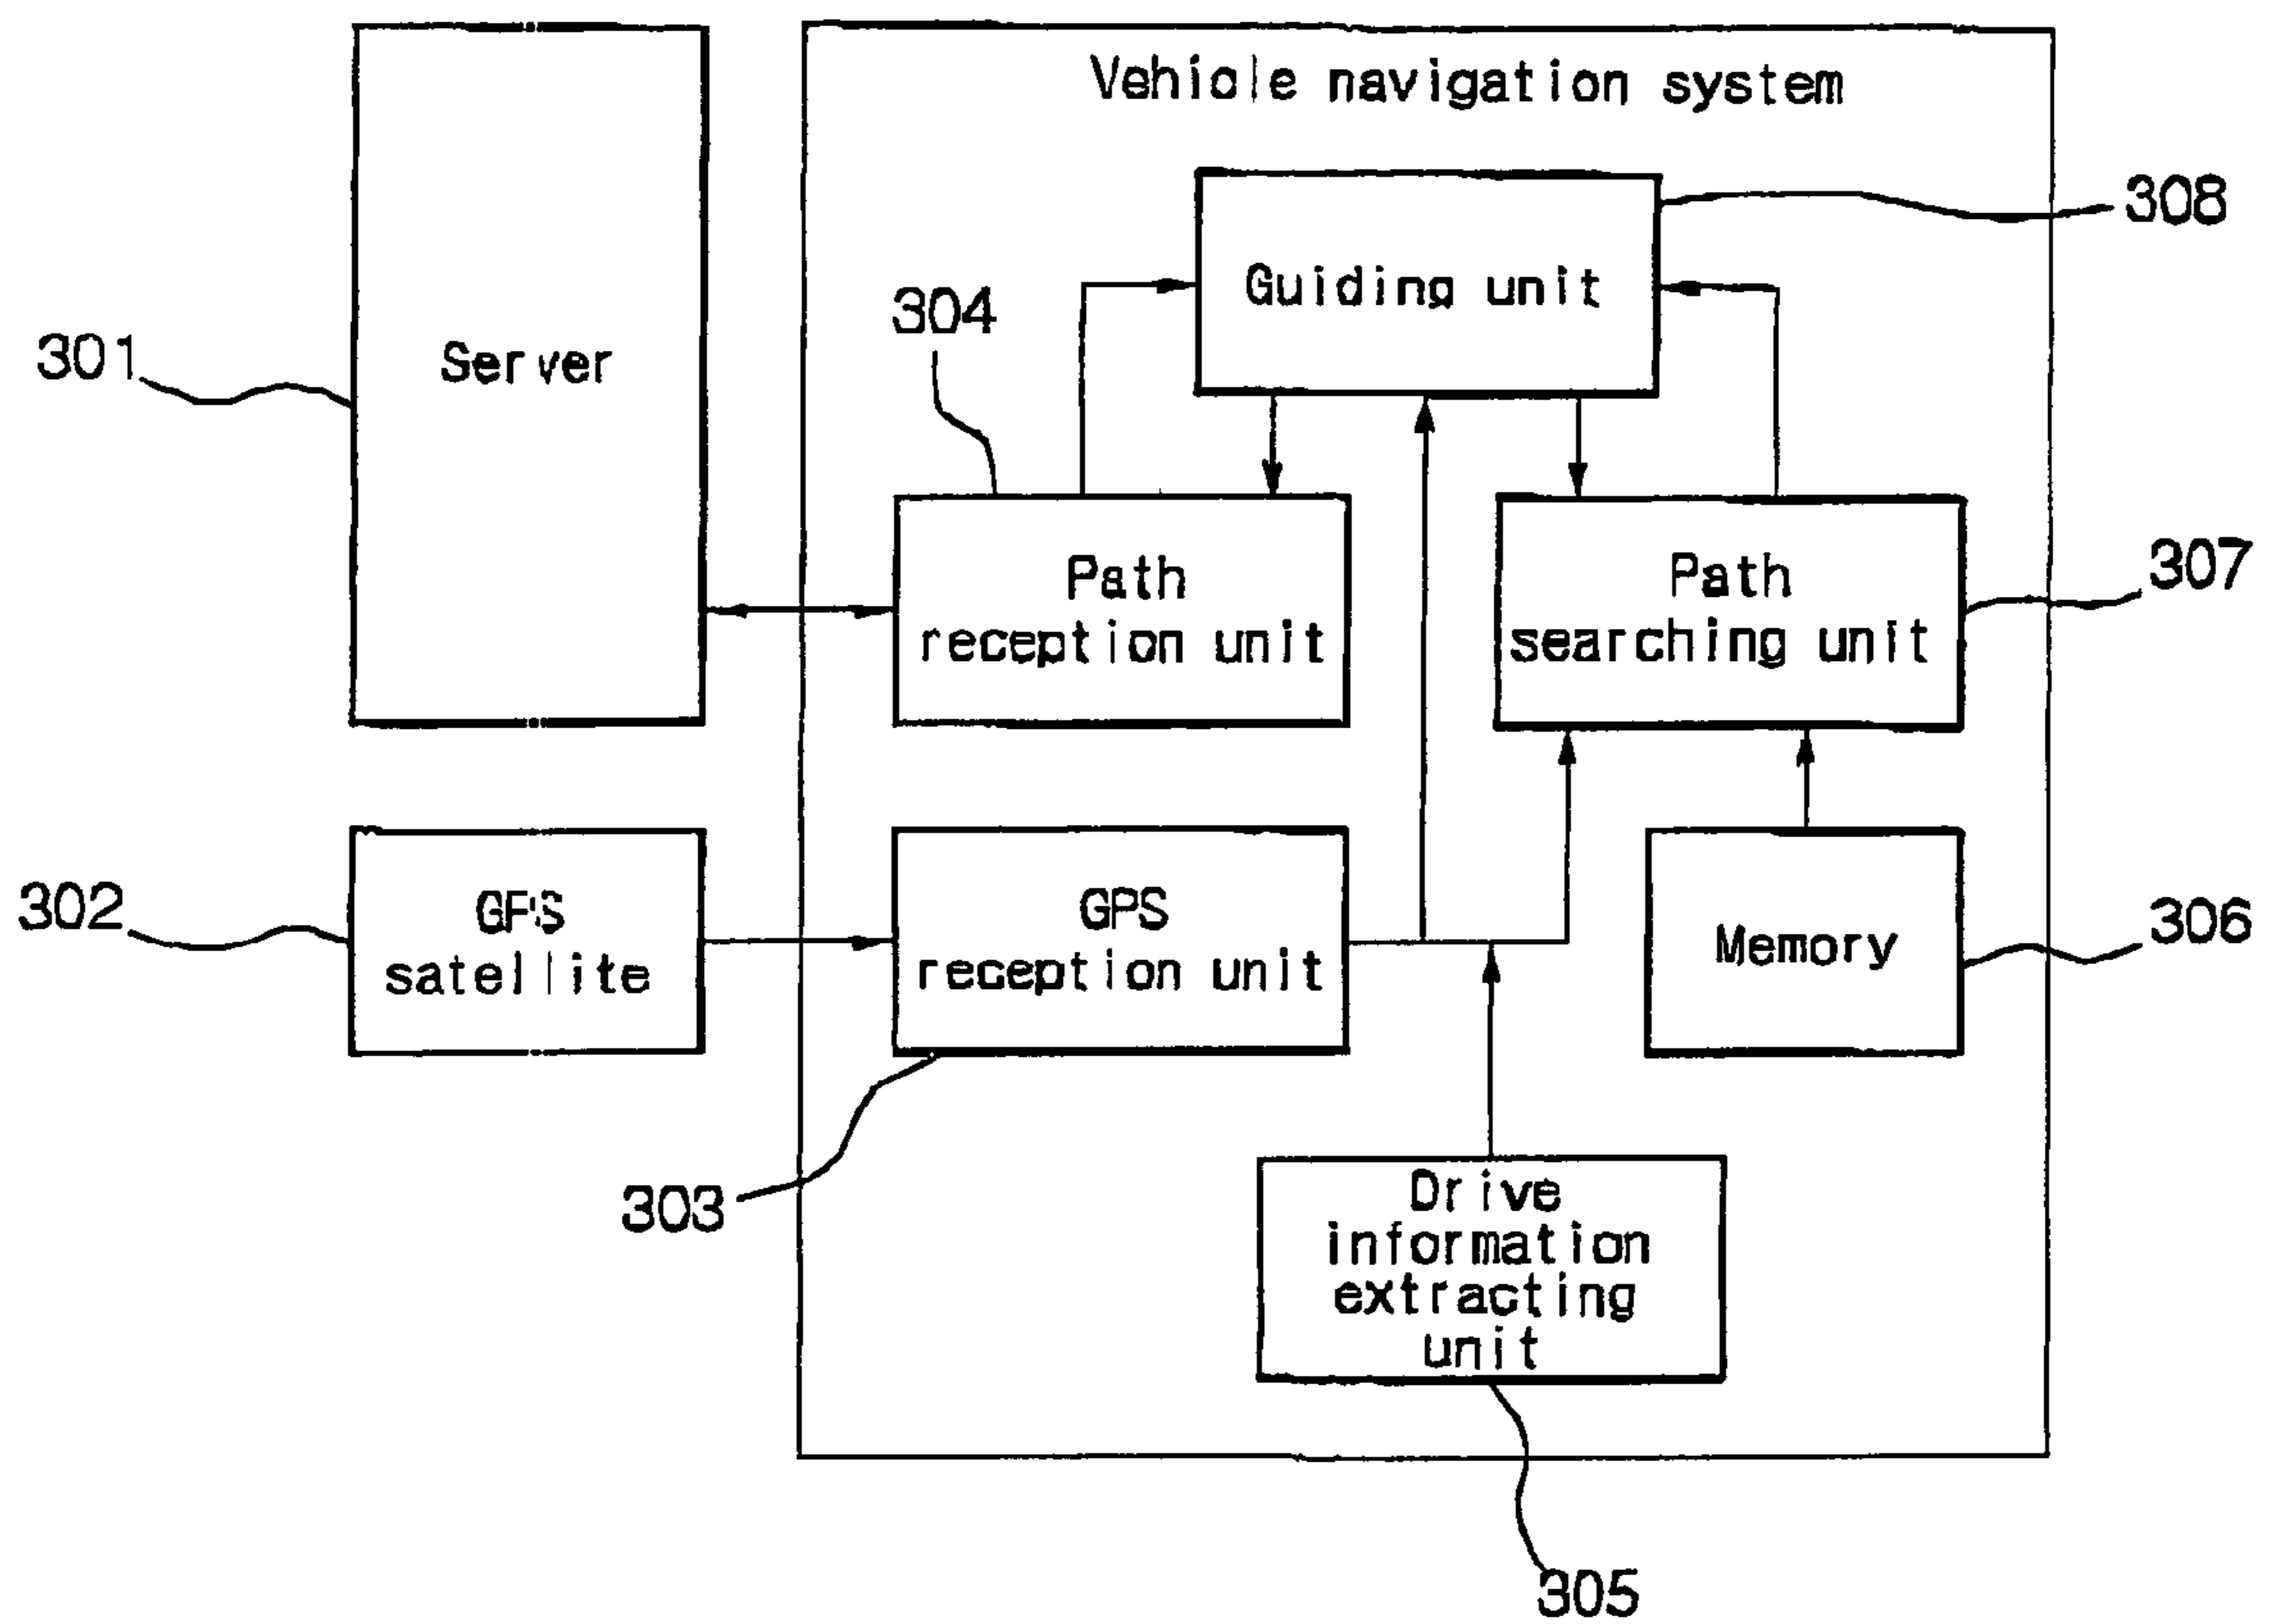 Vehicle navigation system
308
Guiding unit
304
301
Server
Path
reception unit
Path
searching unit
307
302
GPS
satellite
GPS
reception unit
Memory
306
303
Drive
information
extracting
unit
305